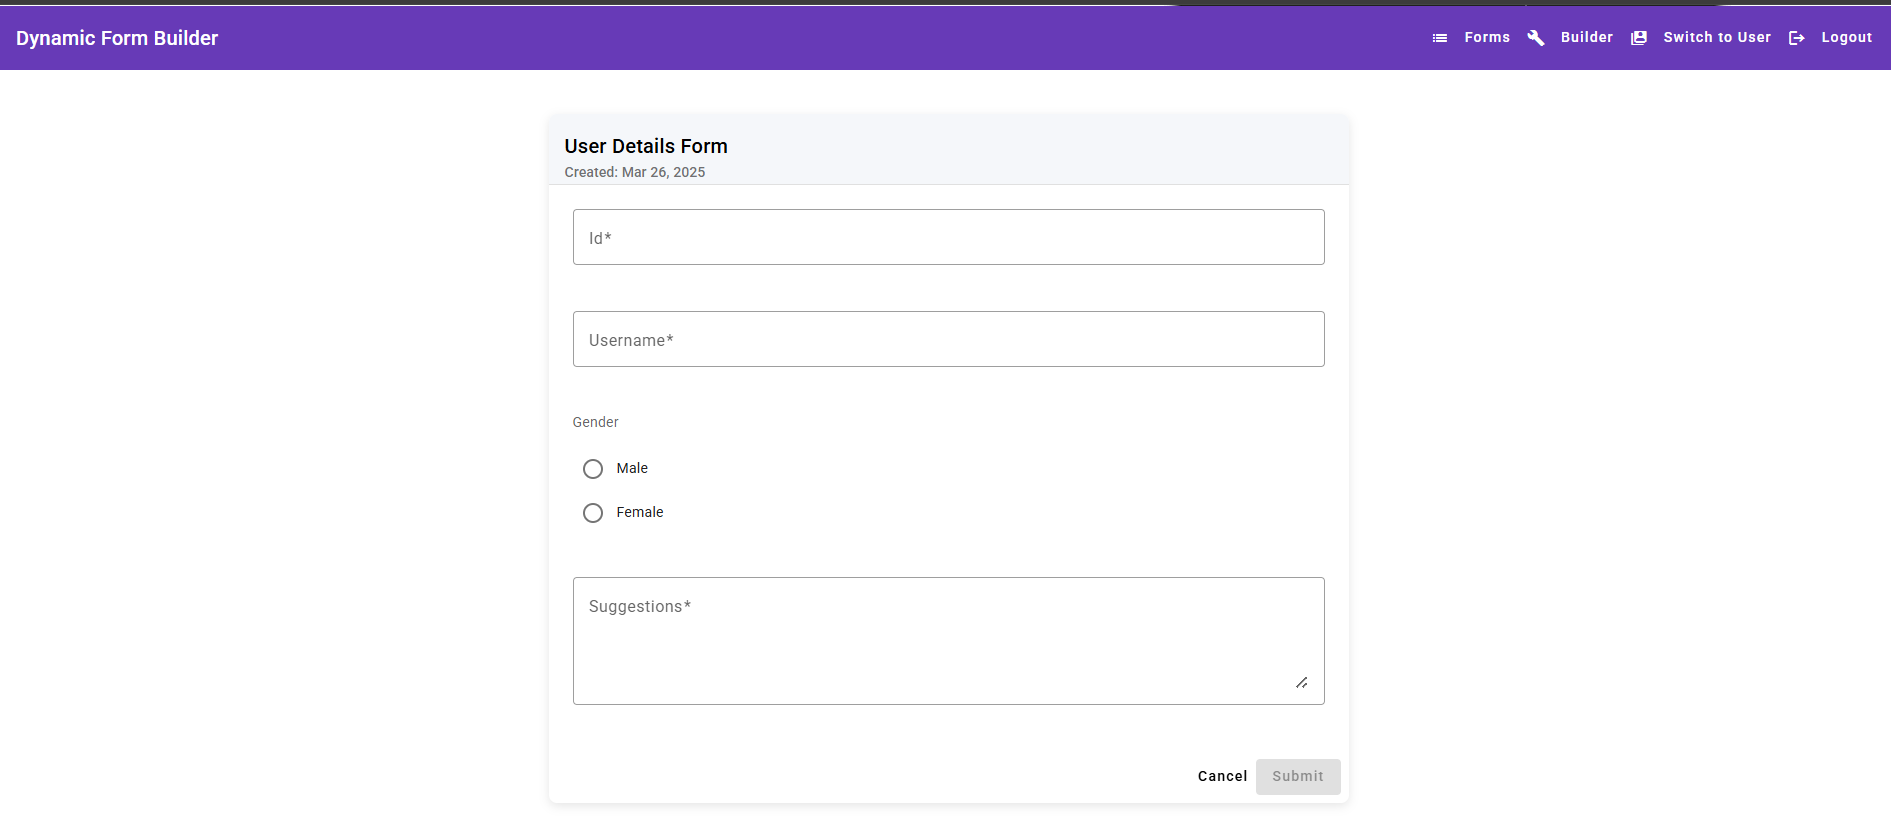 Dynamic Form Builder
Forms Builder Switch to User Logout
User Details Form
Created: Mar 26, 2025
Id*
Username*
Gender
Male
Female
Suggestions*
Cancel Submit